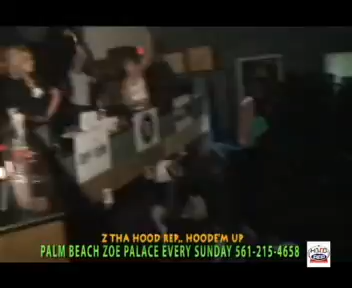 Z THA HOOD REP.. HOOD'EM UP
PALM BEACH ZOE PALACE EVERY SUNDAY 561-215-4658